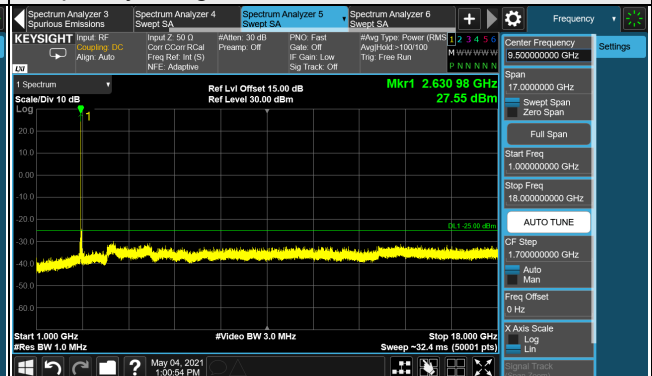 Spectrum Analyzer 3
Spurious Emissions
Spectrum Analyzer 4
Swept SA
Spectrum Analyzer 5
Swept SA
Spectrum Analyzer 6
Swept SA
+
Frequency
KEYSIGHT
LXI
Input: RF
Coupling: DC
Align: Auto
Input Z: 50 Ω
Corr CCorr RCal
Freq Ref: Int (S)
NFE: Adaptive
#Atten: 30 dB
Preamp: Off
PNO: Fast
Gate: Off
IF Gain: Low
Sig Track: Off
#Avg Type: Power (RMS
Avg|Hold:>100/100
Trig: Free Run
1 2 3 4 5 6
M W W W W W
P N N N N N
1 Spectrum
Scale/Div 10 dB
Log
Ref Lvl Offset 15.00 dB
Ref Level 30.00 dBm
Mkr1 2.630 98 GHz
27.55 dBm
1
20.0
10.0
0.00
-10.0
-20.0
-30.0
-40.0
-50.0
-60.0
DL1 -25.00 dBm
Start 1.000 GHz
#Res BW 1.0 MHz
#Video BW 3.0 MHz
Stop 18.000 GHz
Sweep ~32.4 ms (50001 pts)
May 04, 2021
1:00:54 PM
?
Center Frequency
9.500000000 GHz
Span
17.0000000 GHz
Swept Span
Zero Span
Full Span
Start Freq
1.000000000 GHz
Stop Freq
18.000000000 GHz
AUTO TUNE
CF Step
1.700000000 GHz
Auto
Man
Freq Offset
0 Hz
X Axis Scale
Log
Lin
Signal Track
Settings